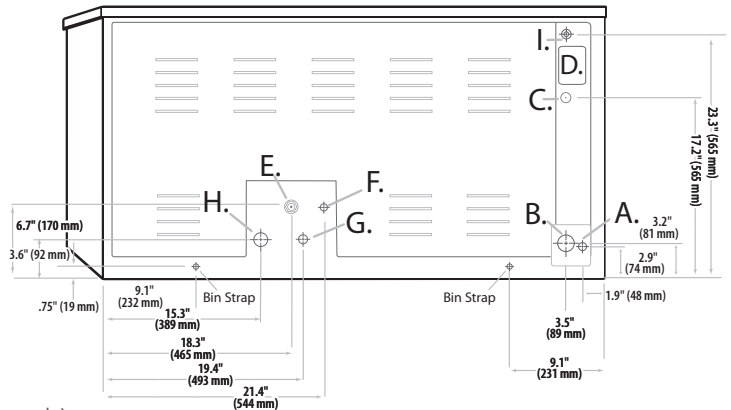 I.
D.
C.
23.3" (565 mm)
17.2" (565 mm)
E.
F.
H.
G.
B.
A.
6.7" (170 mm)
3.6" (92 mm)
.75" (19 mm)
3.2"
(81 mm)
2.9"
(74 mm)
1.9" (48 mm)
9.1"
(232 mm)
Bin Strap
Bin Strap
15.3"
(389 mm)
3.5"
(89 mm)
18.3"
(465 mm)
9.1"
(231 mm)
19.4"
(493 mm)
21.4"
(544 mm)